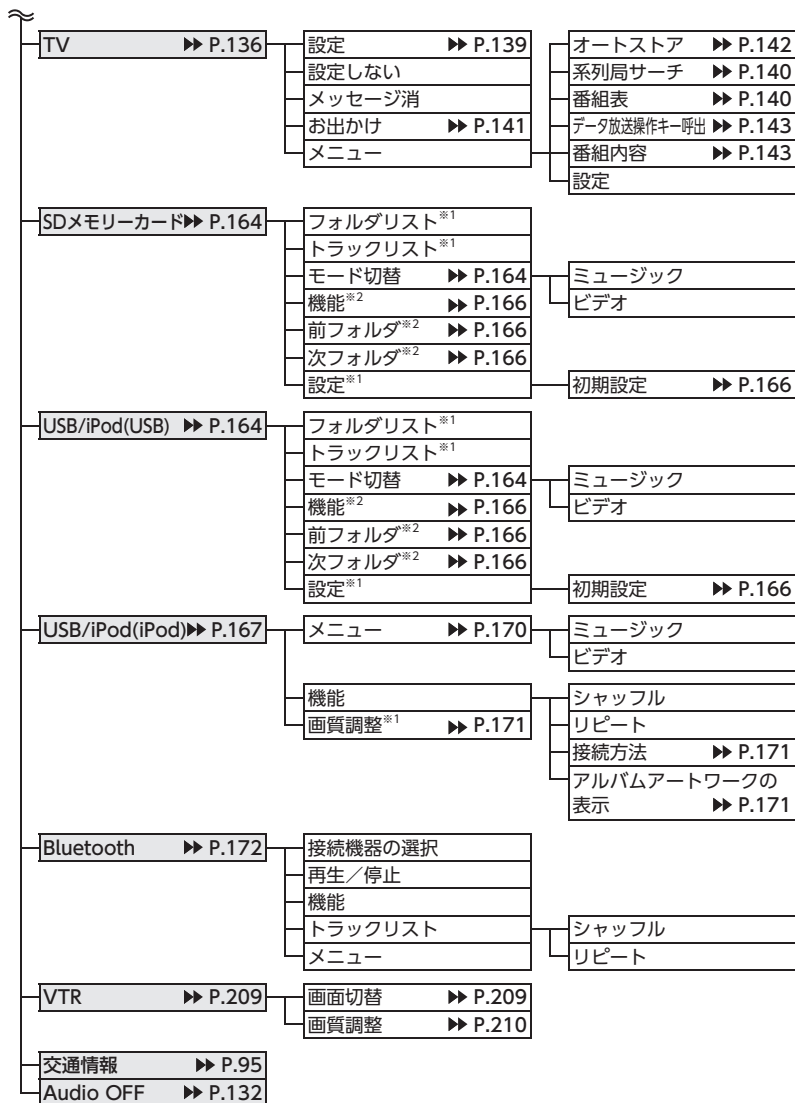 TV ▶▶ P.136
設定 ▶▶ P.139
設定しない
メッセージ消
お出かけ ▶▶ P.141
メニュー
オートストア ▶▶ P.142
系列局サーチ ▶▶ P.140
番組表 ▶▶ P.140
データ放送操作キー呼出 ▶▶ P.143
番組内容 ▶▶ P.143
設定
SDメモリーカード▶▶ P.164
フォルダリスト※1
トラックリスト※1
モード切替 ▶▶ P.164
機能※2 ▶▶ P.166
前フォルダ※2 ▶▶ P.166
次フォルダ※2 ▶▶ P.166
設定※1
ミュージック
ビデオ
初期設定 ▶▶ P.166
USB/iPod(USB) ▶▶ P.164
フォルダリスト※1
トラックリスト※1
モード切替 ▶▶ P.164
機能※2 ▶▶ P.166
前フォルダ※2 ▶▶ P.166
次フォルダ※2 ▶▶ P.166
設定※1
ミュージック
ビデオ
初期設定 ▶▶ P.166
USB/iPod(iPod)▶▶ P.167
メニュー ▶▶ P.170
ミュージック
ビデオ
機能
画質調整※1 ▶▶ P.171
シャッフル
リピート
接続方法 ▶▶ P.171
アルバムアートワークの
表示 ▶▶ P.171
Bluetooth ▶▶ P.172
接続機器の選択
再生／停止
機能
トラックリスト
メニュー
シャッフル
リピート
VTR ▶▶ P.209
画面切替 ▶▶ P.209
画質調整 ▶▶ P.210
交通情報 ▶▶ P.95
Audio OFF ▶▶ P.132